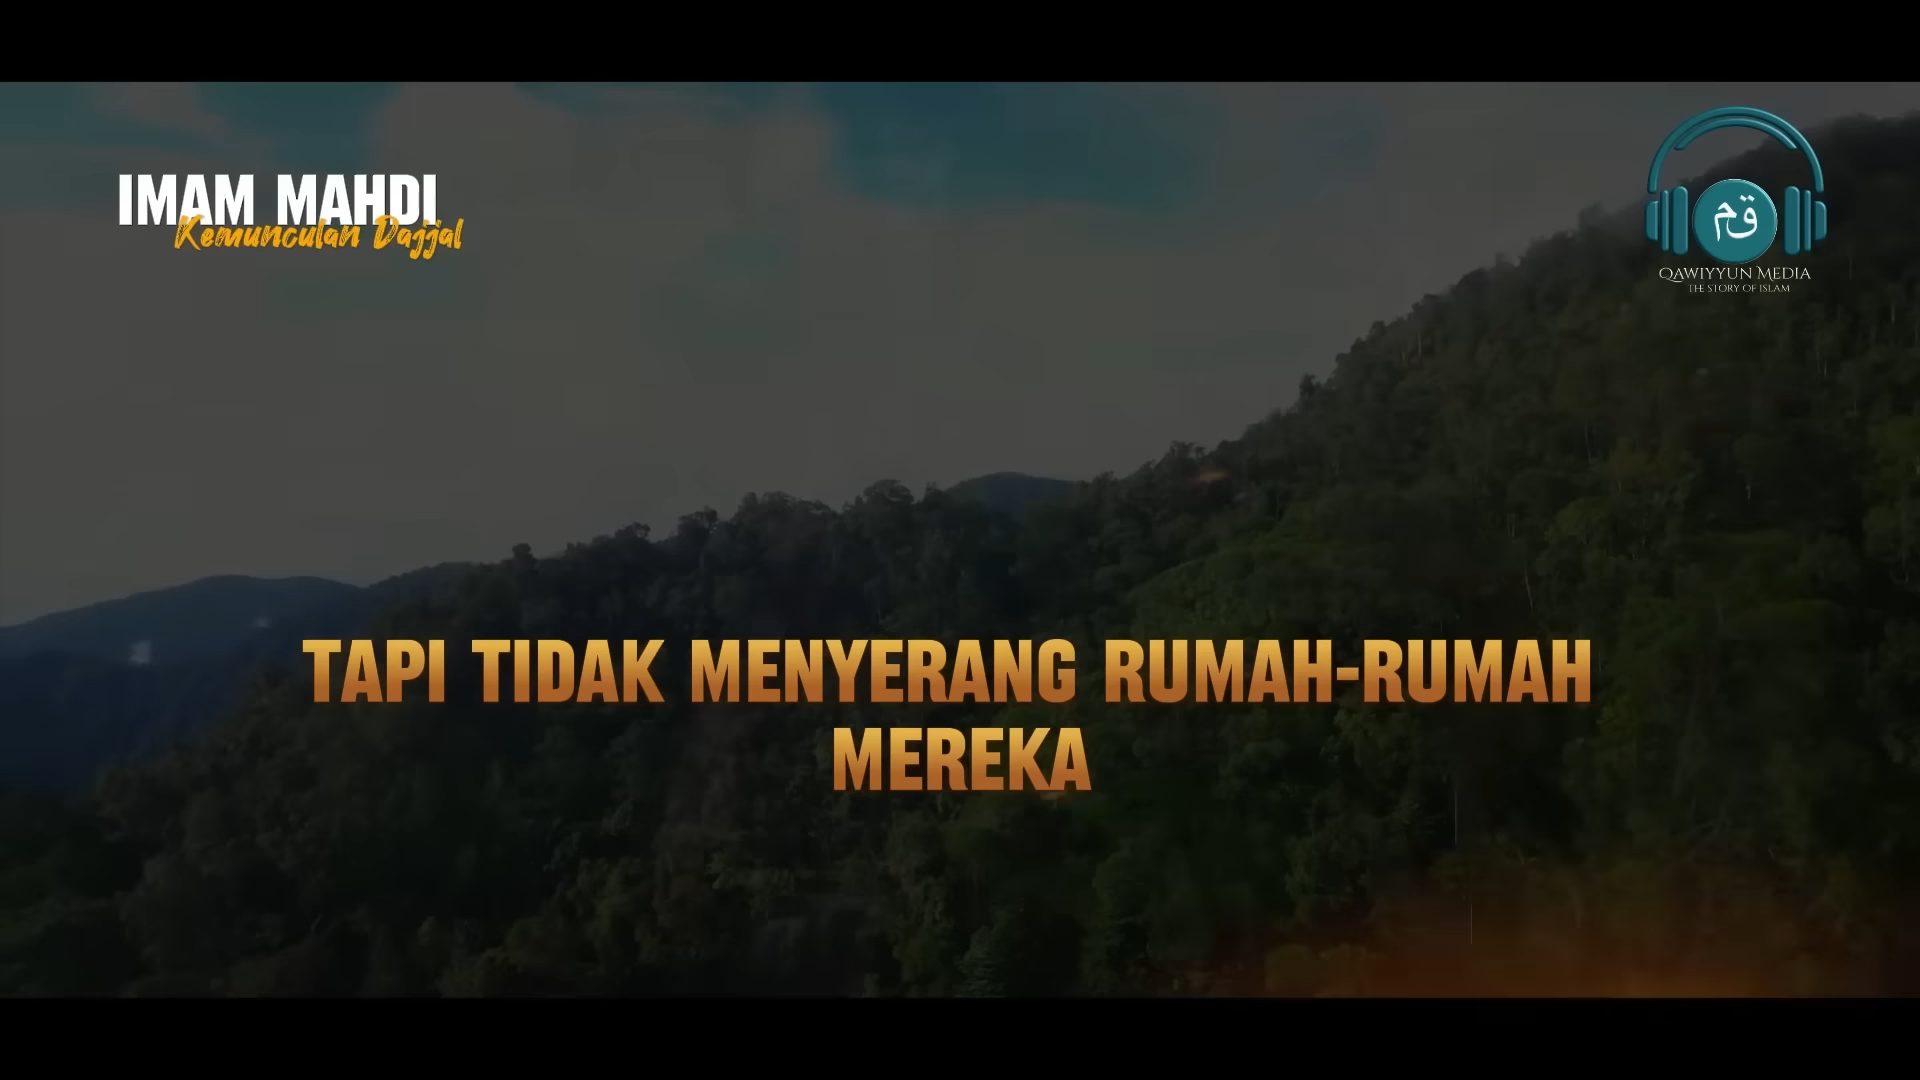 IMAM MAHDI
Kemunculan Dajjal
قم
QAWIYYUN MEDIA
THE STORY OF ISLAM
TAPI TIDAK MENYERANG RUMAH-RUMAH
MEREKA